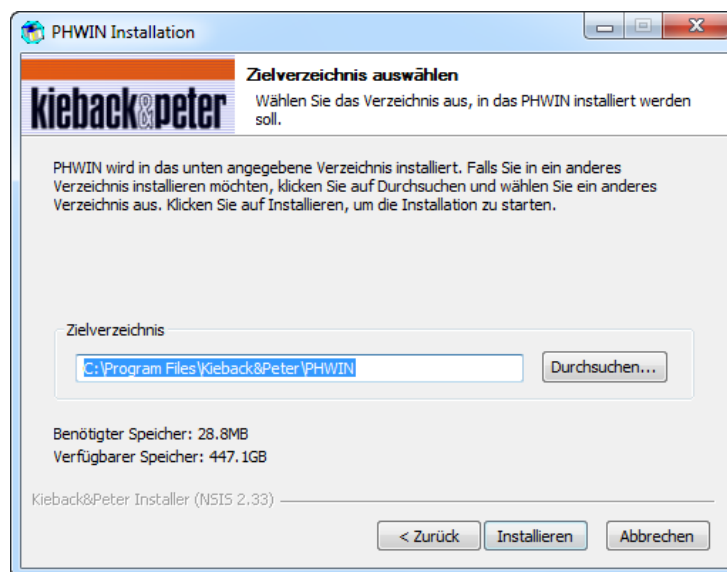 PHWIN Installation
kieback&peter
Zielverzeichnis auswählen
Wählen Sie das Verzeichnis aus, in das PHWIN installiert werden
soll.
PHWIN wird in das unten angegebene Verzeichnis installiert. Falls Sie in ein anderes
Verzeichnis installieren möchten, klicken Sie auf Durchsuchen und wählen Sie ein anderes
Verzeichnis aus. Klicken Sie auf Installieren, um die Installation zu starten.
Zielverzeichnis
C:\Program Files\Kieback&Peter\PHWIN
Durchsuchen...
Benötigter Speicher: 28.8MB
Verfügbarer Speicher: 447.1GB
Kieback&Peter Installer (NSIS 2.33)
< Zurück
Installieren
Abbrechen